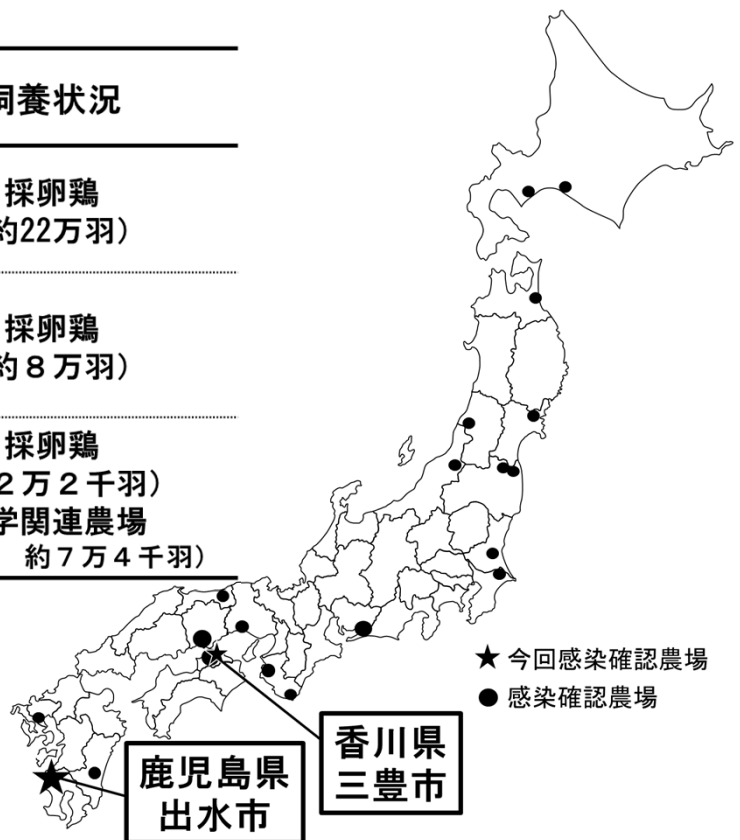 飼養状況
採卵鶏
約22万羽）
採卵鶏
約８万羽）
採卵鶏
２万２千羽）
学関連農場
約７万４千羽）
★ 今回感染確認農場
● 感染確認農場
香川県
三豊市
鹿児島県
出水市